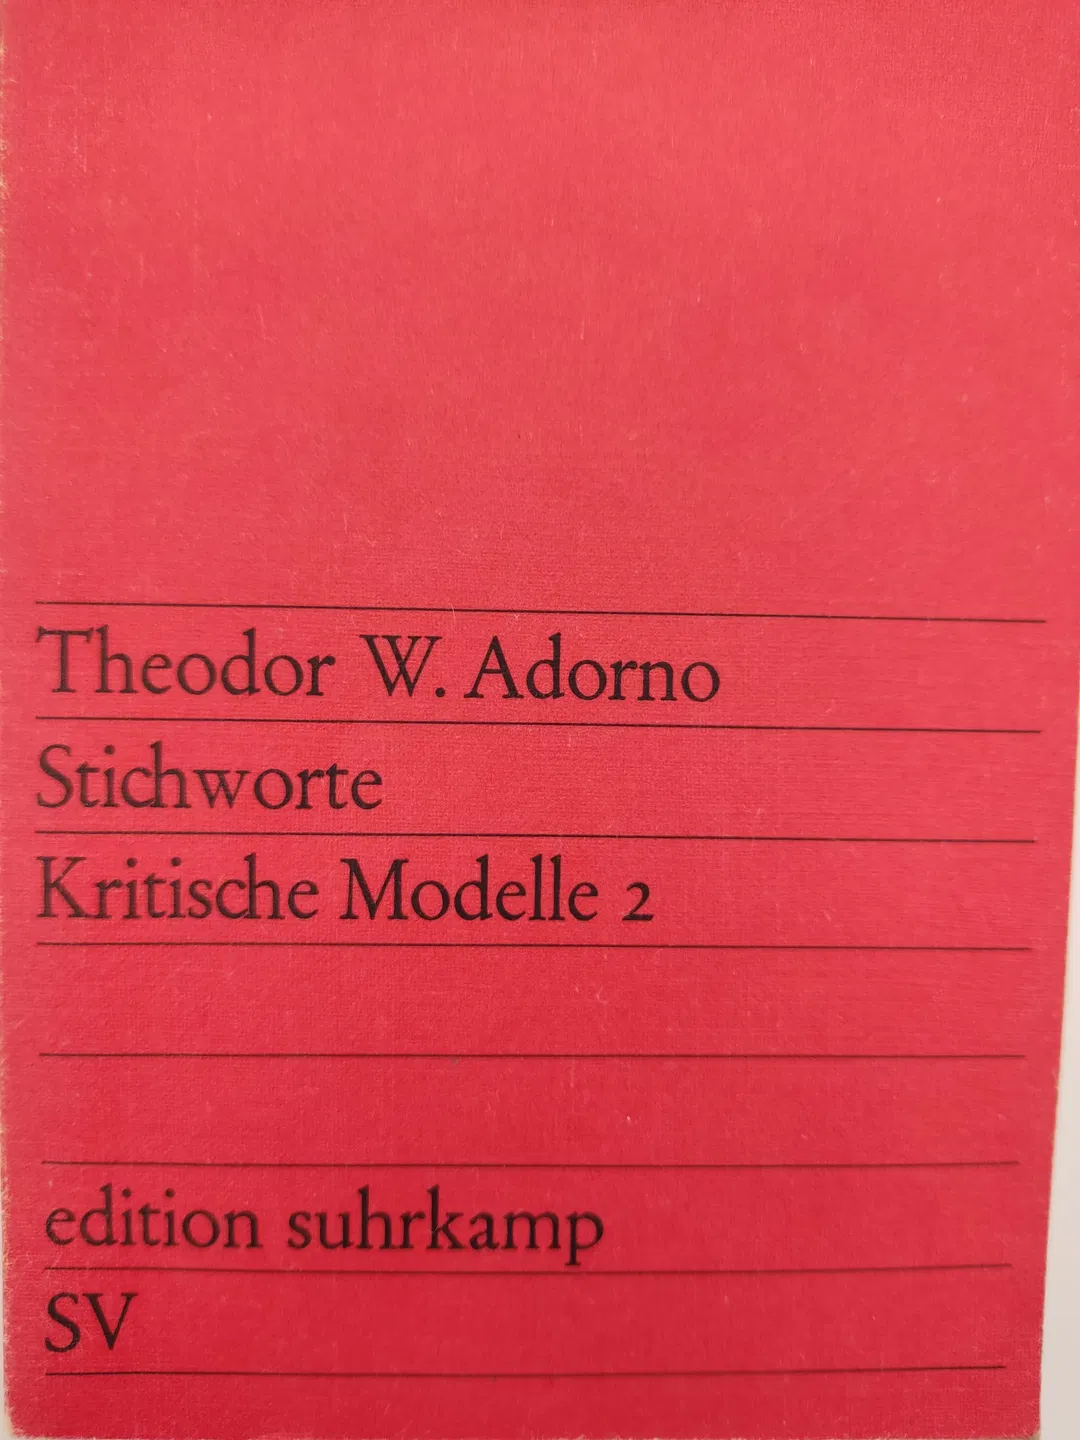 Theodor W. Adorno
Stichworte
Kritische Modelle 2
edition suhrkamp
SV